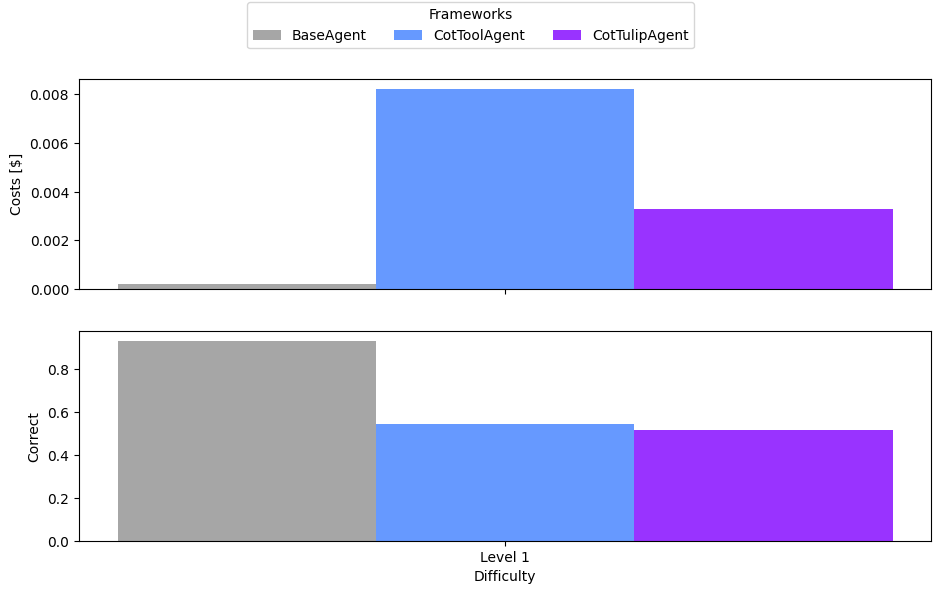 Frameworks
BaseAgent CotToolAgent CotTulipAgent
Costs [$]
0.008
0.006
0.004
0.002
0.000
Correct
0.8
0.6
0.4
0.2
0.0
Level 1
Difficulty